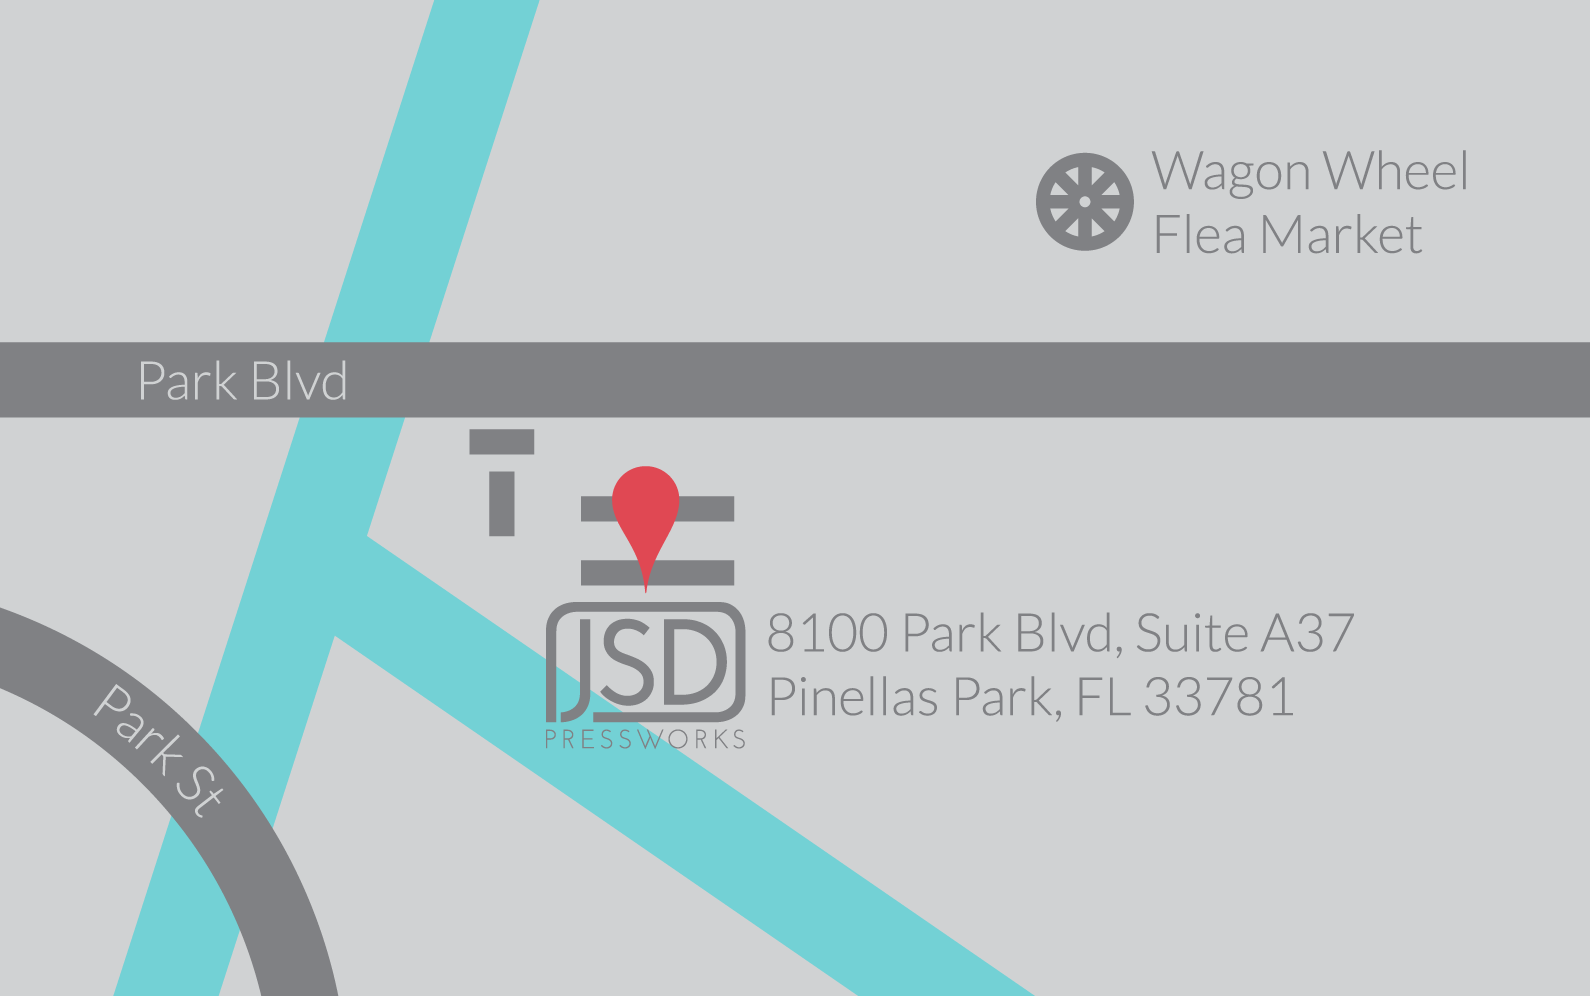 Wagon Wheel
Flea Market
Park Blvd
JSD
PRESSWORKS
8100 Park Blvd, Suite A37
Pinellas Park, FL 33781
Park St